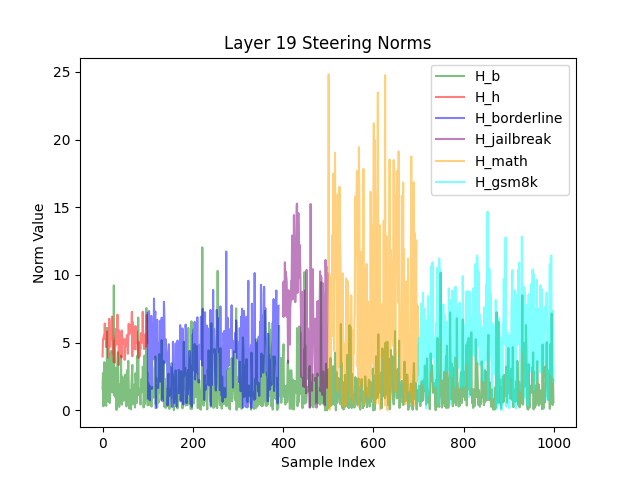 Layer 19 Steering Norms
25
20
15
10
5
0
Norm Value
H_b
H_h
H_borderline
H_jailbreak
H_math
H_gsm8k
0 200 400 600 800 1000
Sample Index